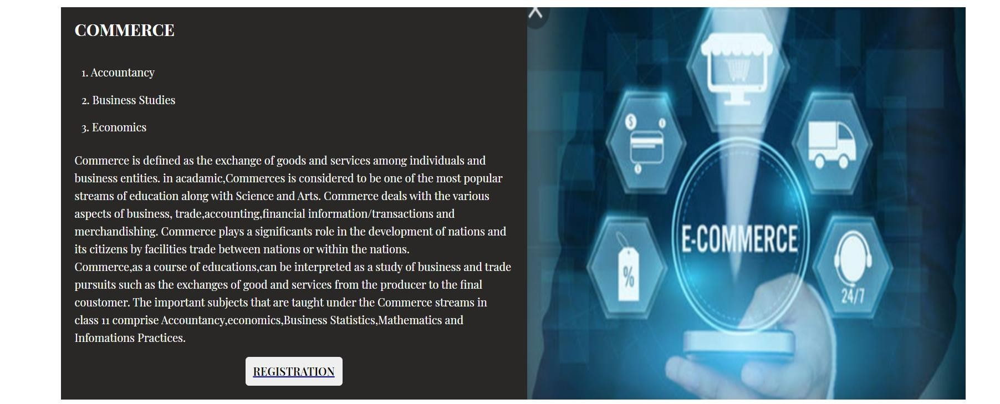 COMMERCE
1. Accountancy
2. Business Studies
3. Economics
Commerce is defined as the exchange of goods and services among individuals and
business entities. in acadamic,Commerces is considered to be one of the most popular
streams of education along with Science and Arts. Commerce deals with the various
aspects of business, trade,accounting,financial information/transactions and
merchandishing. Commerce plays a significants role in the development of nations and
its citizens by facilities trade between nations or within the nations.
Commerce,as a course of educations,can be interpreted as a study of business and trade
pursuits such as the exchanges of good and services from the producer to the final
coustomer. The important subjects that are taught under the Commerce streams in
class 11 comprise Accountancy,economics,Business Statistics,Mathematics and
Infomations Practices.
REGISTRATION
$
E-COMMERCE
%
24/7